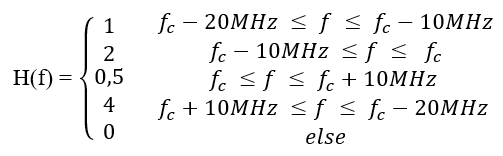 1 f_c − 20MHz ≤ f ≤ f_c − 10MHz
2 f_c − 10MHz ≤ f ≤ f_c
H(f) = { 0,5 f_c ≤ f ≤ f_c + 10MHz
4 f_c + 10MHz ≤ f ≤ f_c − 20MHz
0 else